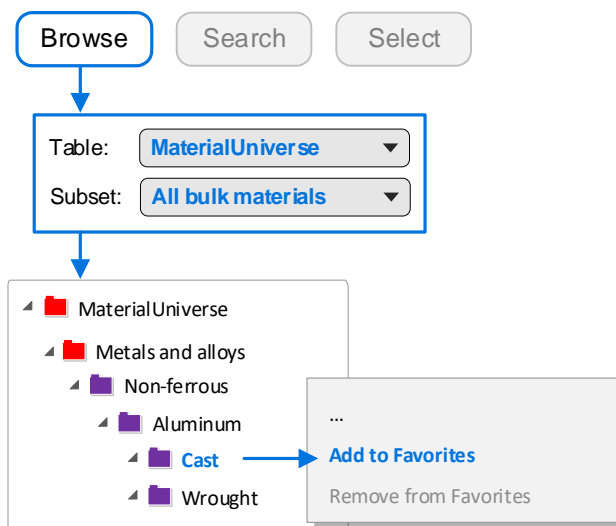 Browse Search Select
Table: MaterialUniverse
Subset: All bulk materials
MaterialUniverse
Metals and alloys
Non-ferrous
Aluminum
Cast
Wrought
...
Add to Favorites
Remove from Favorites